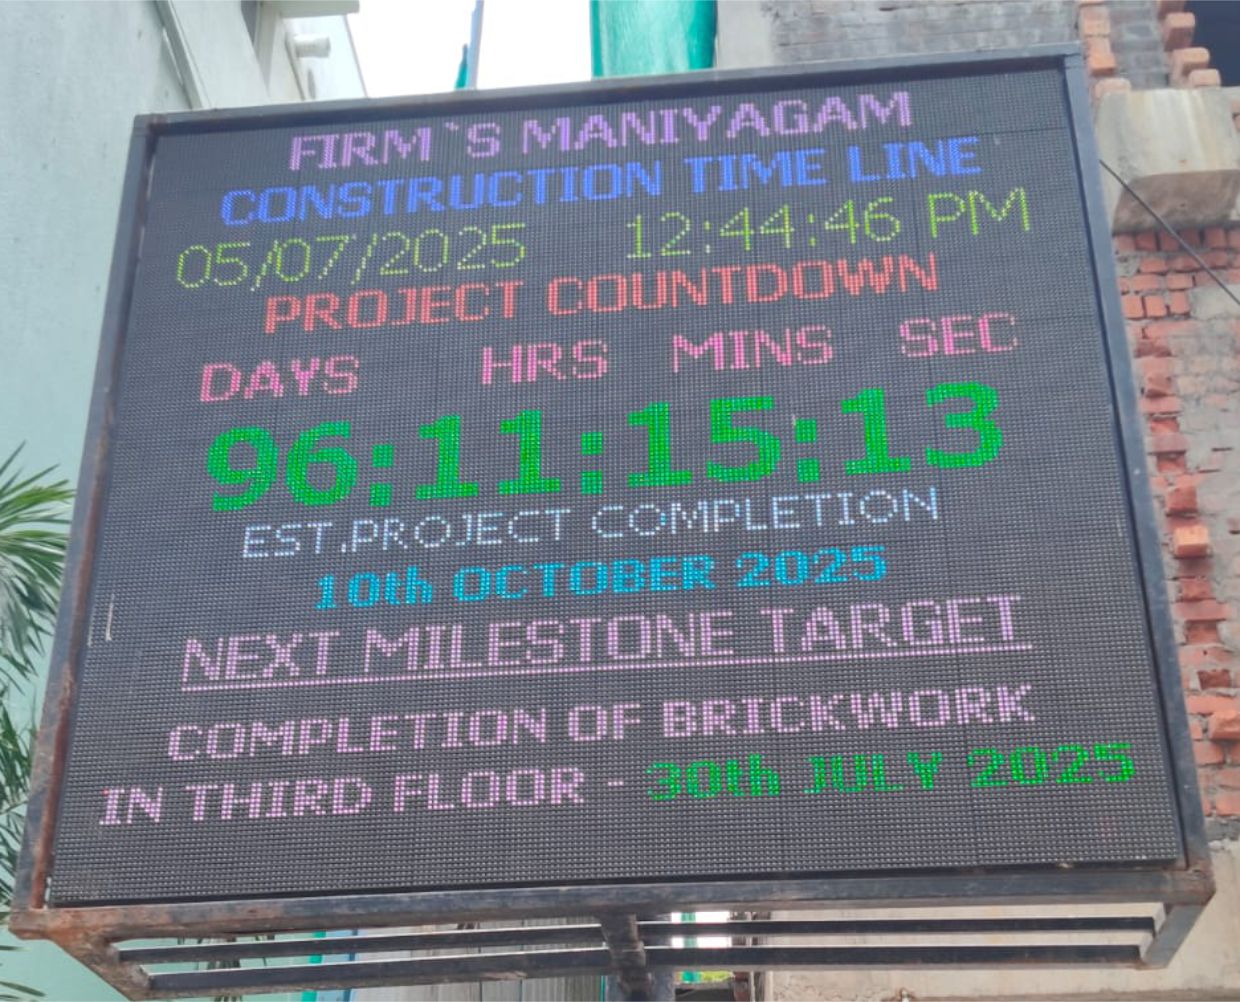 FIRM`S MANIYAGAM
CONSTRUCTION TIME LINE
05/07/2025 12:44:46 PM
PROJECT COUNTDOWN
DAYS HRS MINS SEC
96:11:15:13
EST.PROJECT COMPLETION
10th OCTOBER 2025
NEXT MILESTONE TARGET
COMPLETION OF BRICKWORK
IN THIRD FLOOR - 30th JULY 2025